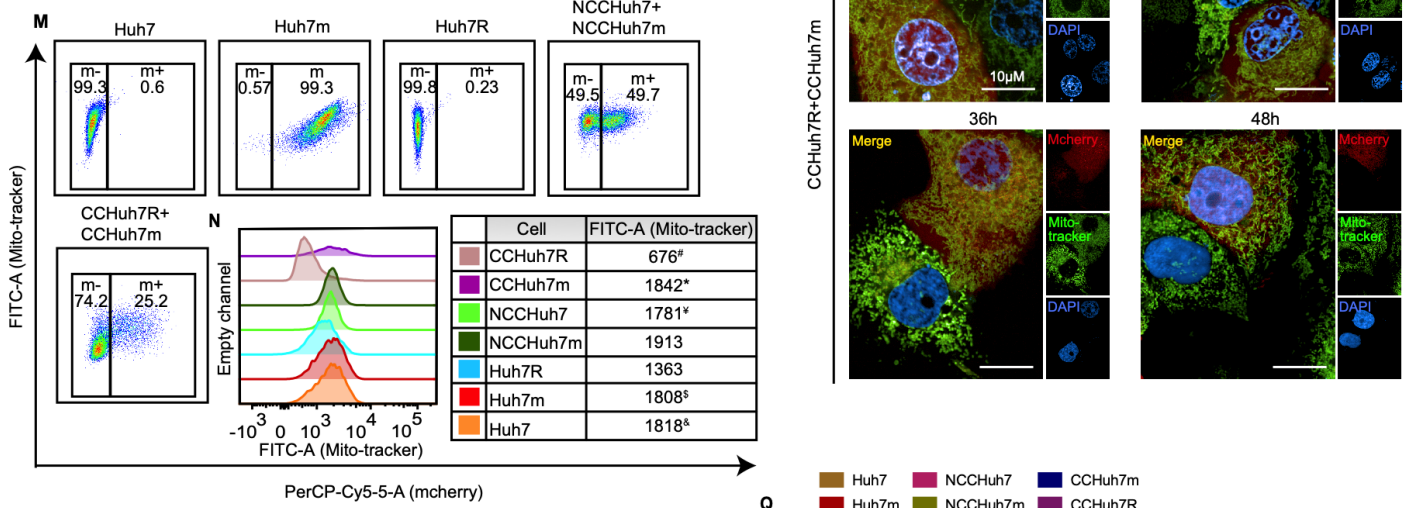 M
Huh7
m-
99.3
m+
0.6
Huh7m
m-
0.57
m
99.3
Huh7R
m-
99.8
m+
0.23
NCCHuh7+
NCCHuh7m
m-
49.5
m+
49.7
CCHuh7R+
CCHuh7m
m-
74.2
m+
25.2
FITC-A (Mito-tracker)
PerCP-Cy5-5-A (mcherry)
N
Empty channel
-10³ 0 10³ 10⁴ 10⁵
FITC-A (Mito-tracker)
Cell FITC-A (Mito-tracker)
CCHuh7R 676#
CCHuh7m 1842*
NCCHuh7 1781¥
NCCHuh7m 1913
Huh7R 1363
Huh7m 1808$
Huh7 1818&
CCHuh7R+CCHuh7m
10μM
DAPI
DAPI
36h
Merge
Mcherry
Mito-
tracker
DAPI
48h
Merge
Mcherry
Mito-
tracker
DAPI
Q
Huh7 NCCHuh7 CCHuh7m
Huh7m NCCHuh7m CCHuh7R